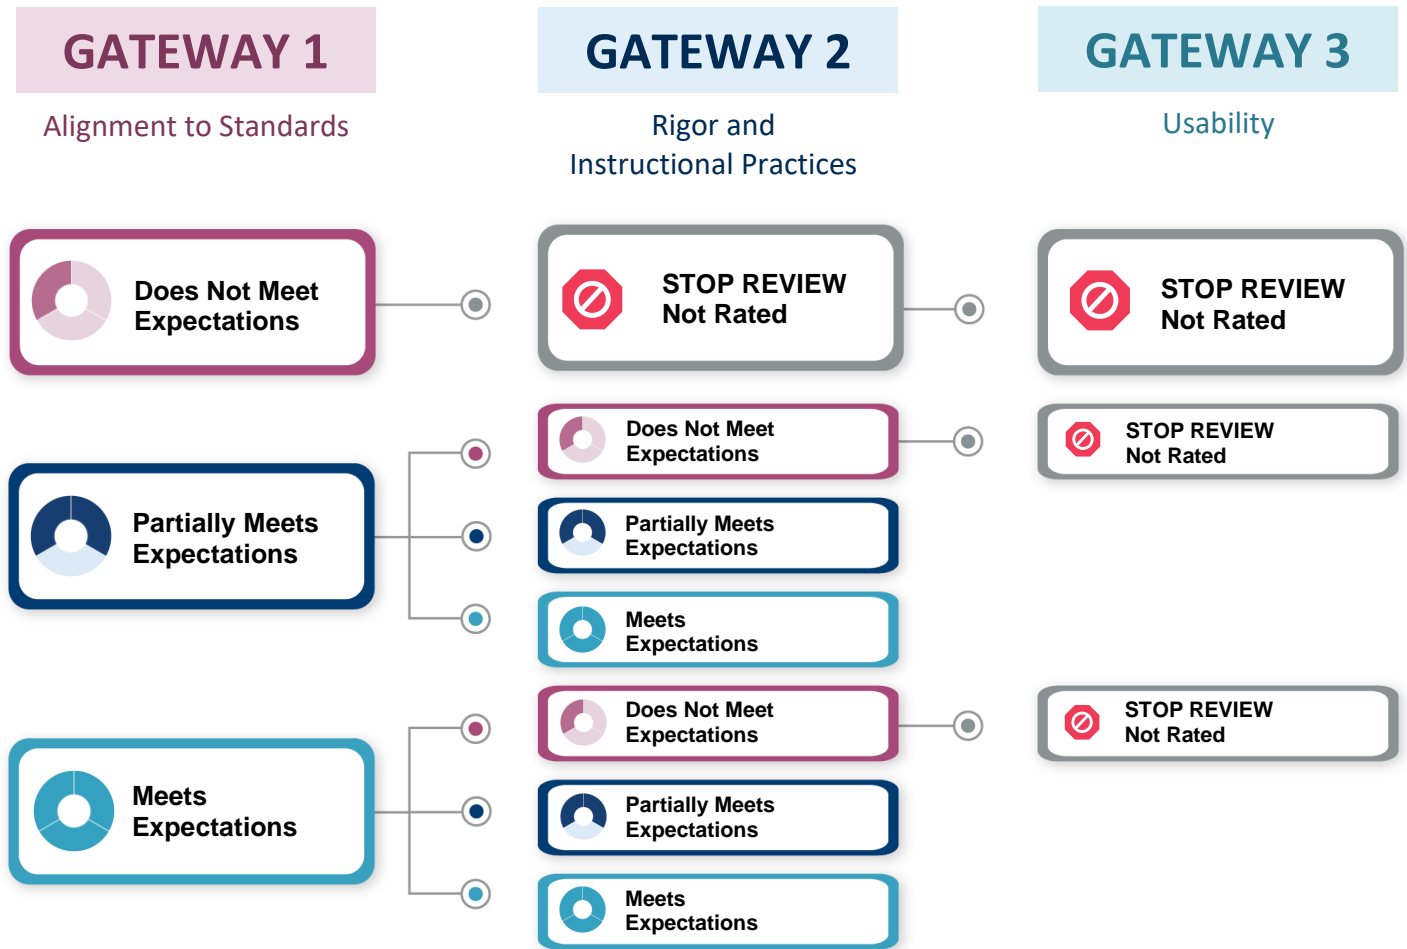 GATEWAY 1
GATEWAY 2
GATEWAY 3
Alignment to Standards
Rigor and
Instructional Practices
Usability
Does Not Meet
Expectations
STOP REVIEW
Not Rated
STOP REVIEW
Not Rated
Partially Meets
Expectations
Does Not Meet
Expectations
STOP REVIEW
Not Rated
Partially Meets
Expectations
Meets
Expectations
Meets
Expectations
Does Not Meet
Expectations
STOP REVIEW
Not Rated
Partially Meets
Expectations
Meets
Expectations